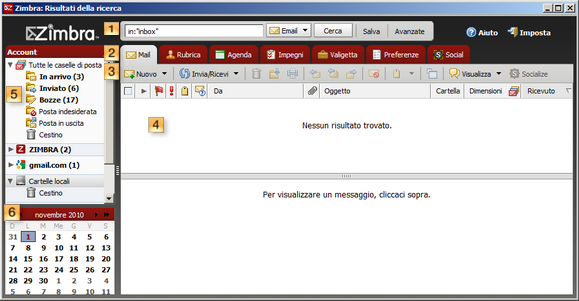 Zimbra: Risultati della ricerca
Zimbra
1
in:"inbox"
Email
Cerca
Salva
Avanzate
Aiuto
Imposta
Account
2
Mail
Rubrica
Agenda
Impegni
Valigetta
Preferenze
Social
Tutte le caselle di posta
3
Nuovo
Invia/Ricevi
Visualizza
Socialize
In arrivo (3)
Inviato (6)
5
Bozze (17)
Posta indesiderata
Posta in uscita
Cestino
Da
Oggetto
Cartella
Dimensioni
Ricevuto
4
Nessun risultato trovato.
ZIMBRA (2)
gmail.com (1)
Cartelle locali
Cestino
Per visualizzare un messaggio, cliccaci sopra.
6
novembre 2010
D L M Me G V S
31 1 2 3 4 5 6
7 8 9 10 11 12 13
14 15 16 17 18 19 20
21 22 23 24 25 26 27
28 29 30 1 2 3 4
5 6 7 8 9 10 11